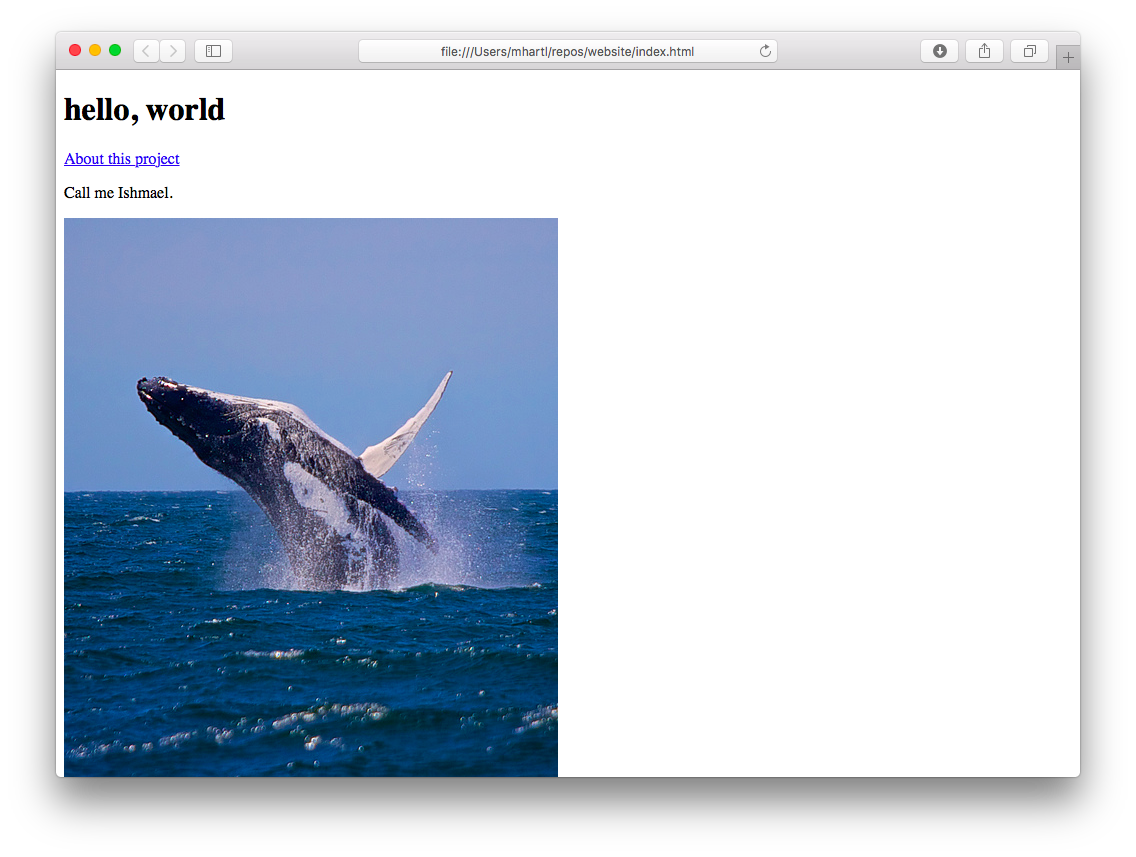 file:///Users/mhartl/repos/website/index.html
hello, world
About this project
Call me Ishmael.